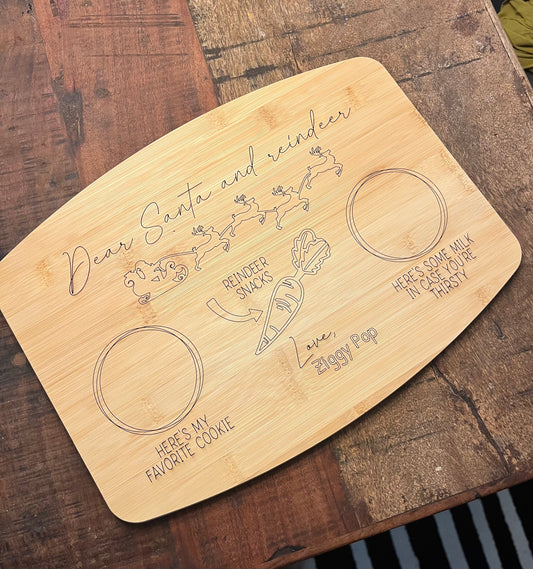 Dear Santa and reindeer
REINDEER
SNACKS
HERE'S SOME MILK
IN CASE YOU'RE
THIRSTY
Love,
Ziggy Pop
HERE'S MY
FAVORITE COOKIE